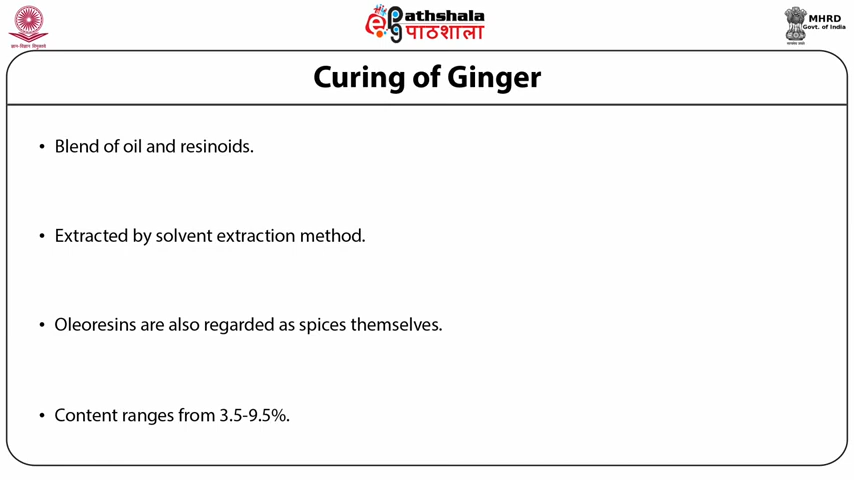 ePathshala
पाठशाला
MHRD
Govt. of India
Curing of Ginger
• Blend of oil and resinoids.
• Extracted by solvent extraction method.
• Oleoresins are also regarded as spices themselves.
• Content ranges from 3.5-9.5%.